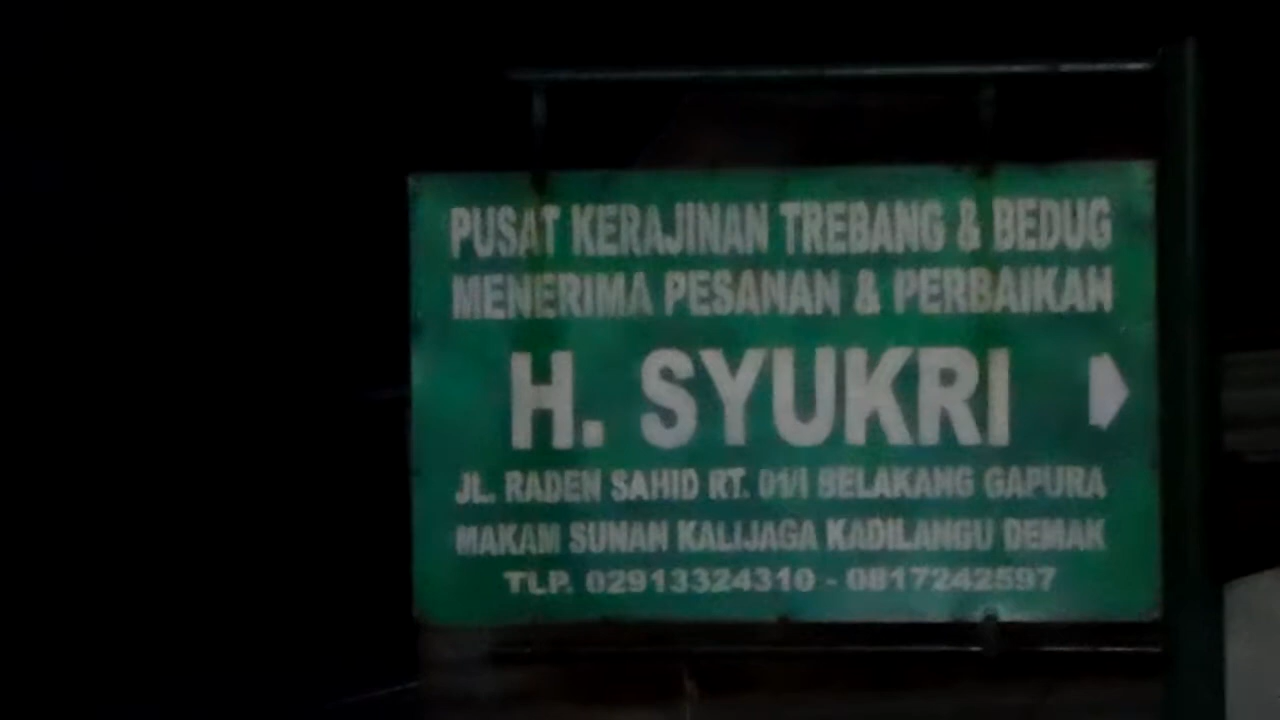 PUSAT KERAJINAN TREBANG & BEDUG
MENERIMA PESANAN & PERBAIKAN
H. SYUKRI
JL. RADEN SAHID RT. 01/I BELAKANG GAPURA
MAKAM SUNAN KALIJAGA KADILANGU DEMAK
TLP. 02913324310 - 0817242597